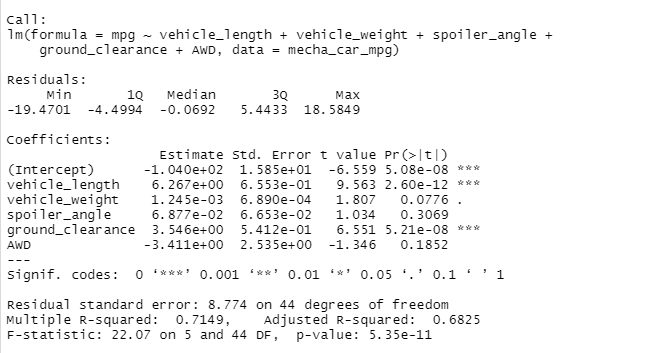 Call:
lm(formula = mpg ~ vehicle_length + vehicle_weight + spoiler_angle +
    ground_clearance + AWD, data = mecha_car_mpg)

Residuals:
     Min       1Q   Median       3Q      Max
-19.4701  -4.4994  -0.0692   5.4433  18.5849

Coefficients:
                   Estimate Std. Error t value Pr(>|t|)
(Intercept)      -1.040e+02  1.585e+01  -6.559 5.08e-08 ***
vehicle_length    6.267e+00  6.553e-01   9.563 2.60e-12 ***
vehicle_weight    1.245e-03  6.890e-04   1.807   0.0776 .
spoiler_angle     6.877e-02  6.653e-02   1.034   0.3069
ground_clearance  3.546e+00  5.412e-01   6.551 5.21e-08 ***
AWD              -3.411e+00  2.535e+00  -1.346   0.1852
---
Signif. codes:  0 ‘***’ 0.001 ‘**’ 0.01 ‘*’ 0.05 ‘.’ 0.1 ‘ ’ 1

Residual standard error: 8.774 on 44 degrees of freedom
Multiple R-squared:  0.7149,    Adjusted R-squared:  0.6825
F-statistic: 22.07 on 5 and 44 DF,  p-value: 5.35e-11